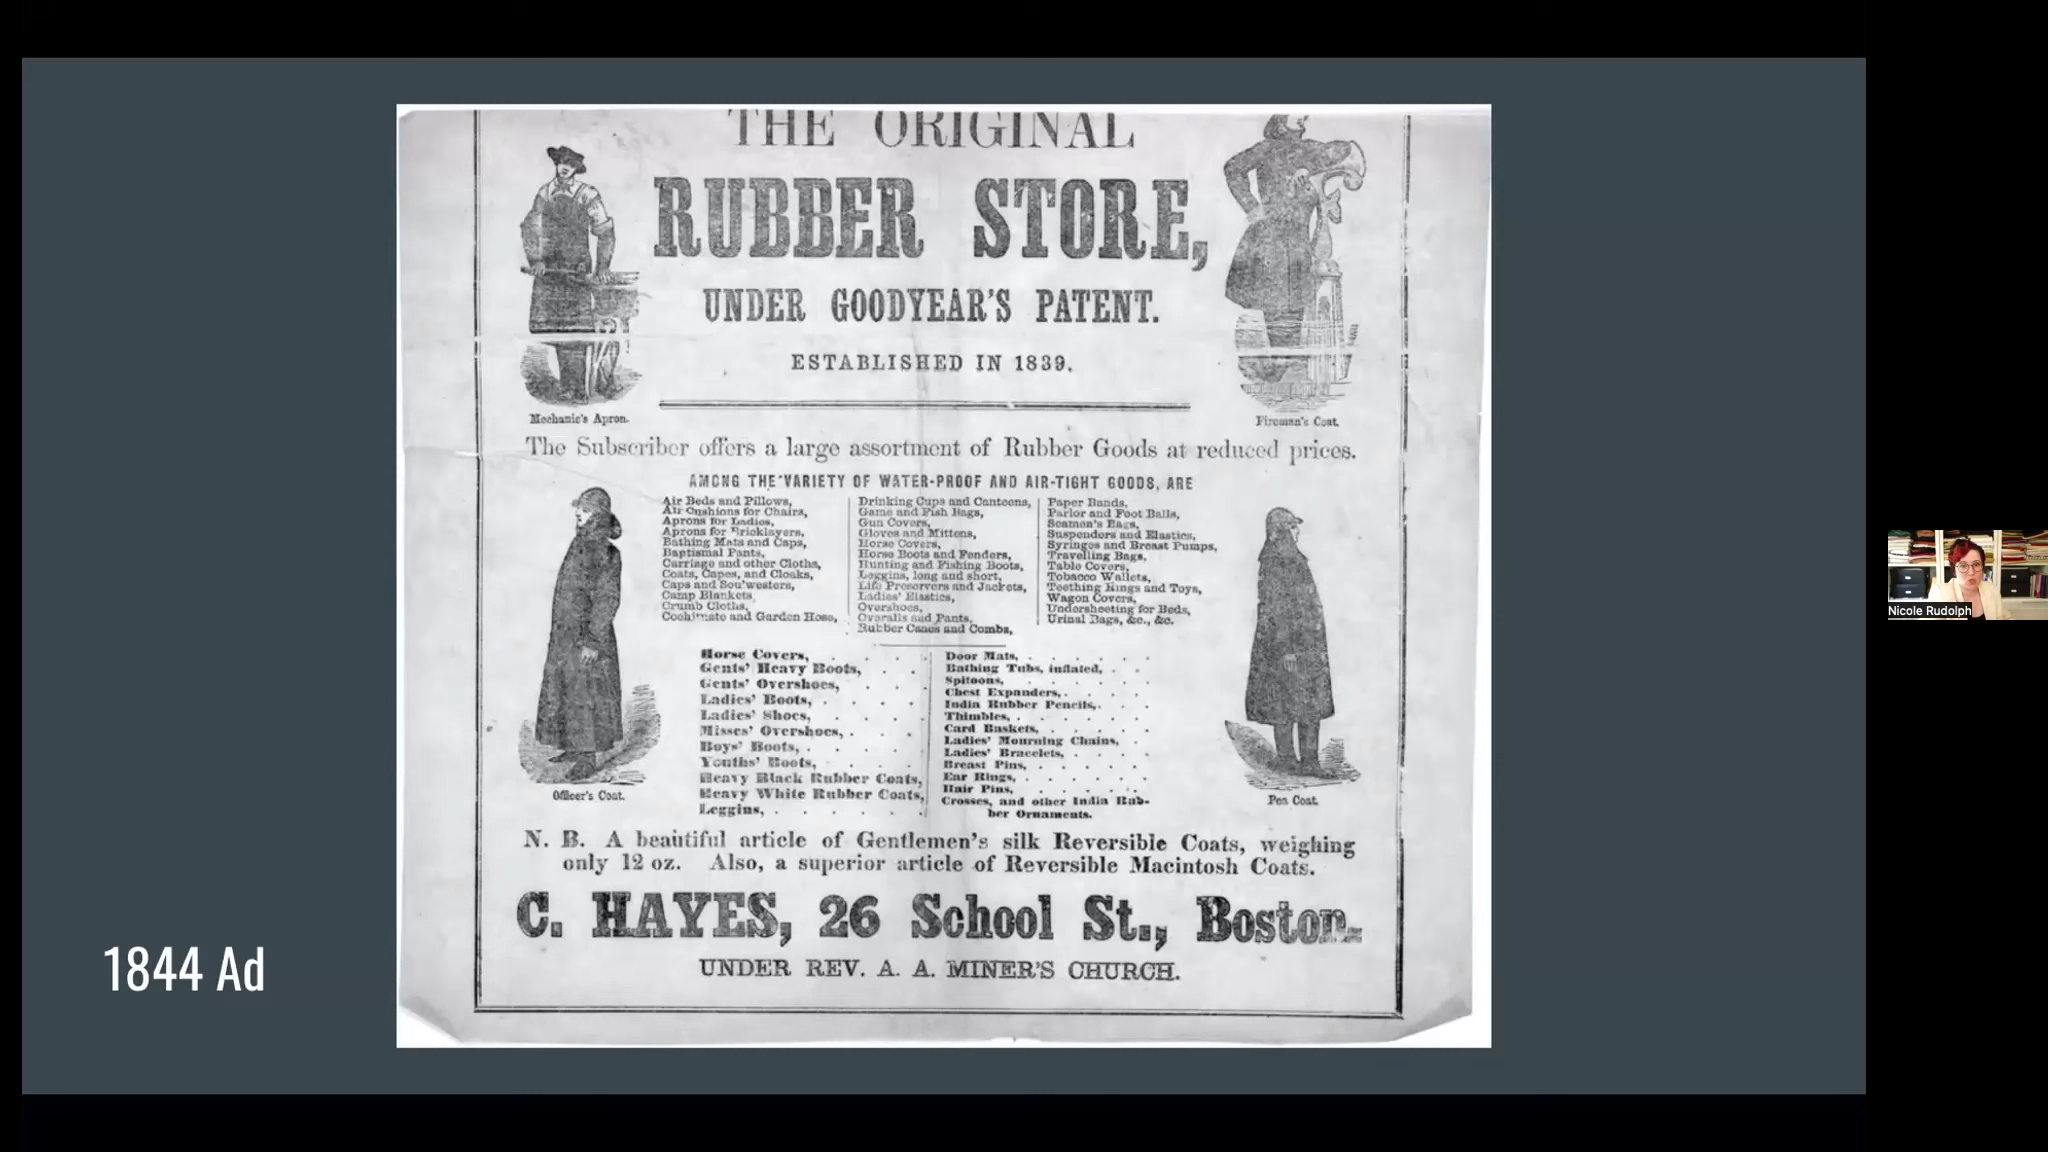 THE ORIGINAL
RUBBER STORE,
UNDER GOODYEAR'S PATENT.
ESTABLISHED IN 1839.
Mechanic's Apron.
Fireman's Coat.
The Subscriber offers a large assortment of Rubber Goods at reduced prices.
AMONG THE VARIETY OF WATER-PROOF AND AIR-TIGHT GOODS, ARE
Air Beds and Pillows,
Air Cushions for Chairs,
Aprons for Ladies,
Aprons for Bricklayers,
Bathing Mats and Caps,
Baptismal Pants,
Carriage and other Cloths,
Coats, Capes, and Cloaks,
Caps and Sou'westers,
Camp Blankets,
Crumb Cloths,
and Garden Hose,
Drinking Cups and Canteens,
Game and Fish Bags,
Gun Covers,
Gloves and Mittens,
Horse Covers,
Horse Boots and Fenders,
Hunting and Fishing Boots,
Leggins, long and short,
Life Preservers and Jackets,
Ladies' Elastics,
Overshoes,
Overalls and Pants,
Rubber Canes and Combs,
Paper Bands,
Parlor and Foot Balls,
Seamen's Bags,
Suspenders and Elastics,
Syringes and Breast Pumps,
Travelling Bags,
Table Covers,
Tobacco Wallets,
Teething Rings and Toys,
Wagon Covers,
Undersheeting for Beds,
Urinal Bags, &c., &c.
Horse Covers,
Gents' Heavy Boots,
Gents' Overshoes,
Ladies' Boots,
Ladies' Shoes,
Misses' Overshoes,
Boys' Boots,
Youths' Boots,
Heavy Black Rubber Coats,
Heavy White Rubber Coats,
Leggins,
Door Mats,
Bathing Tubs, inflated,
Spitoons,
Chest Expanders,
India Rubber Pencils,
Thimbles,
Card Baskets,
Ladies' Mourning Chains,
Ladies' Bracelets,
Breast Pins,
Ear Rings,
Hair Pins,
Crosses, and other India Rub-
ber Ornaments.
Officer's Coat.
Pea Coat.
N. B. A beautiful article of Gentlemen's silk Reversible Coats, weighing
only 12 oz. Also, a superior article of Reversible Macintosh Coats.
C. HAYES, 26 School St., Boston.
UNDER REV. A. A. MINER'S CHURCH.
1844 Ad
Nicole Rudolph